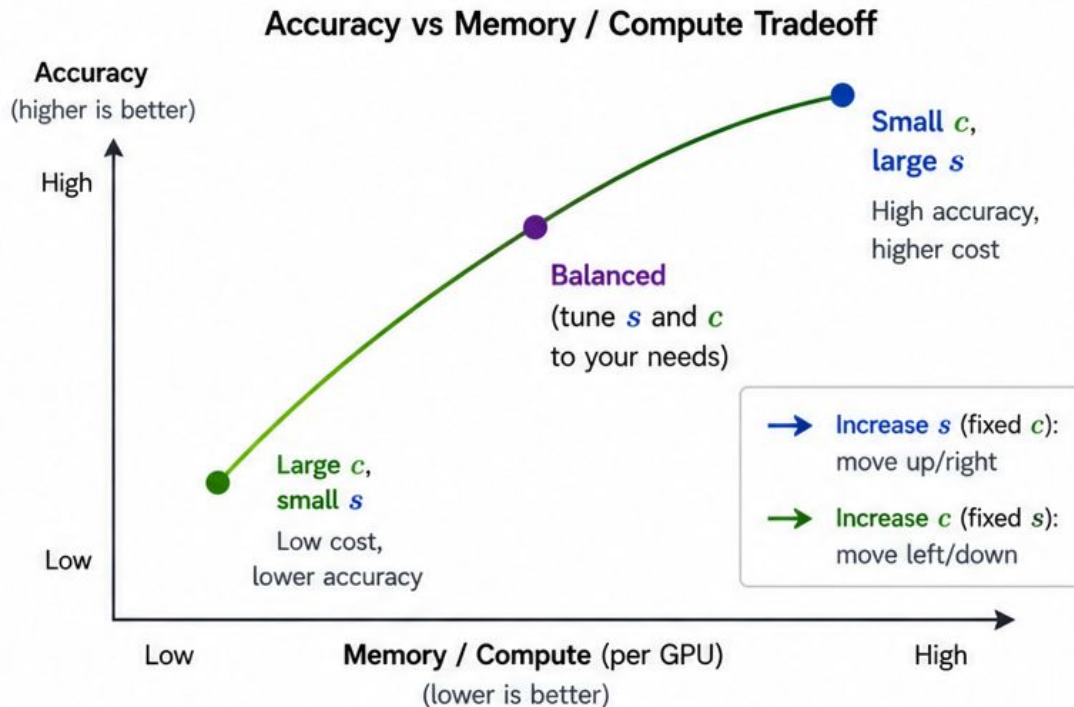 Accuracy vs Memory / Compute Tradeoff
Accuracy
(higher is better)
High
Small c,
large s
High accuracy,
higher cost
Balanced
(tune s and c
to your needs)
Increase s (fixed c):
move up/right
Increase c (fixed s):
move left/down
Large c,
small s
Low cost,
lower accuracy
Low
Low
Memory / Compute (per GPU)
High
(lower is better)